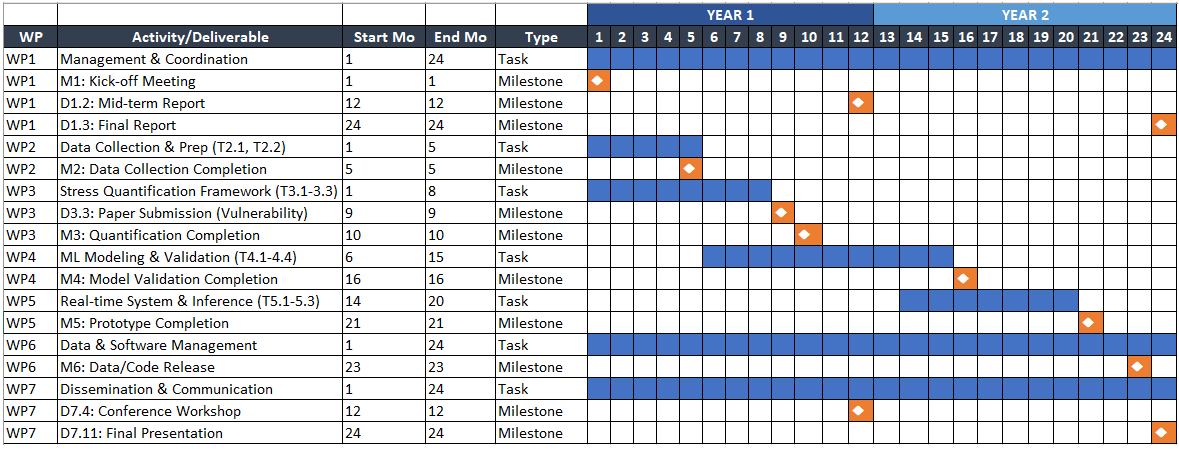 YEAR 1 YEAR 2
WP Activity/Deliverable Start Mo End Mo Type 1 2 3 4 5 6 7 8 9 10 11 12 13 14 15 16 17 18 19 20 21 22 23 24
WP1 Management & Coordination 1 24 Task
WP1 M1: Kick-off Meeting 1 1 Milestone
WP1 D1.2: Mid-term Report 12 12 Milestone
WP1 D1.3: Final Report 24 24 Milestone
WP2 Data Collection & Prep (T2.1, T2.2) 1 5 Task
WP2 M2: Data Collection Completion 5 5 Milestone
WP3 Stress Quantification Framework (T3.1-3.3) 1 8 Task
WP3 D3.3: Paper Submission (Vulnerability) 9 9 Milestone
WP3 M3: Quantification Completion 10 10 Milestone
WP4 ML Modeling & Validation (T4.1-4.4) 6 15 Task
WP4 M4: Model Validation Completion 16 16 Milestone
WP5 Real-time System & Inference (T5.1-5.3) 14 20 Task
WP5 M5: Prototype Completion 21 21 Milestone
WP6 Data & Software Management 1 24 Task
WP6 M6: Data/Code Release 23 23 Milestone
WP7 Dissemination & Communication 1 24 Task
WP7 D7.4: Conference Workshop 12 12 Milestone
WP7 D7.11: Final Presentation 24 24 Milestone